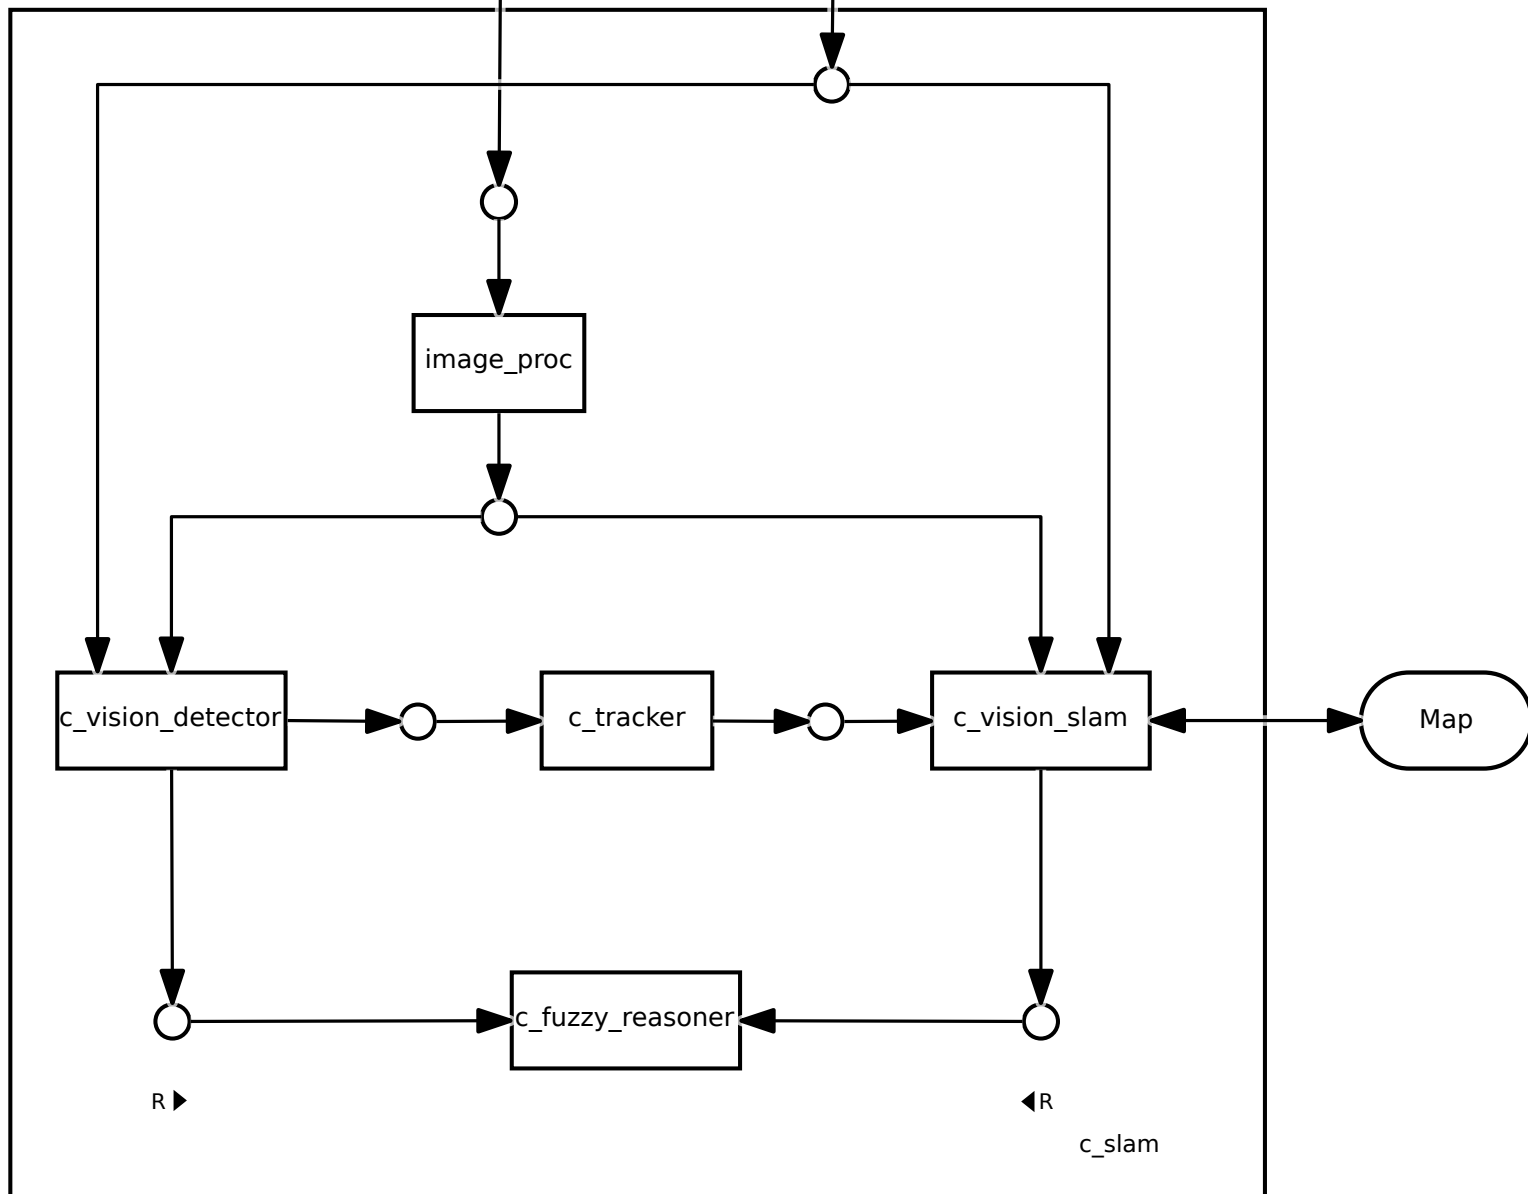 image_proc
c_vision_detector
c_tracker
c_vision_slam
Map
c_fuzzy_reasoner
R
R
c_slam